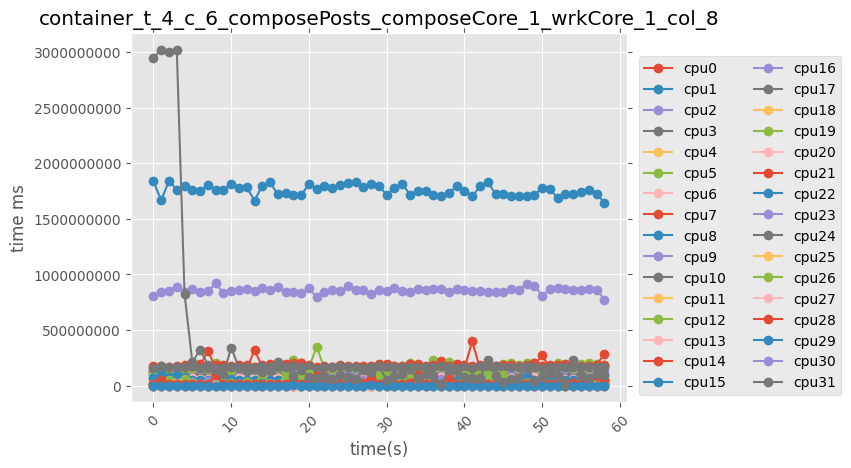 container_t_4_c_6_composePosts_composeCore_1_wrkCore_1_col_8
time ms
3000000000
2500000000
2000000000
1500000000
1000000000
500000000
0
0
10
20
30
40
50
60
time(s)
cpu0
cpu1
cpu2
cpu3
cpu4
cpu5
cpu6
cpu7
cpu8
cpu9
cpu10
cpu11
cpu12
cpu13
cpu14
cpu15
cpu16
cpu17
cpu18
cpu19
cpu20
cpu21
cpu22
cpu23
cpu24
cpu25
cpu26
cpu27
cpu28
cpu29
cpu30
cpu31